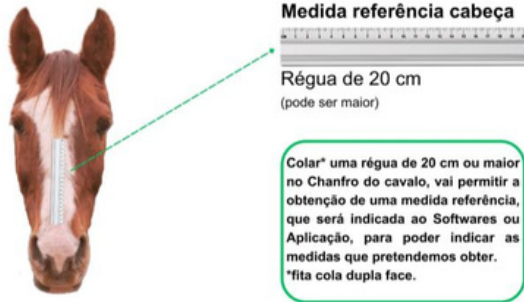 Medida referência cabeça
Régua de 20 cm
(pode ser maior)
Colar* uma régua de 20 cm ou maior
no Chanfro do cavalo, vai permitir a
obtenção de uma medida referência,
que será indicada ao Softwares ou
Aplicação, para poder indicar as
medidas que pretendemos obter.
*fita cola dupla face.